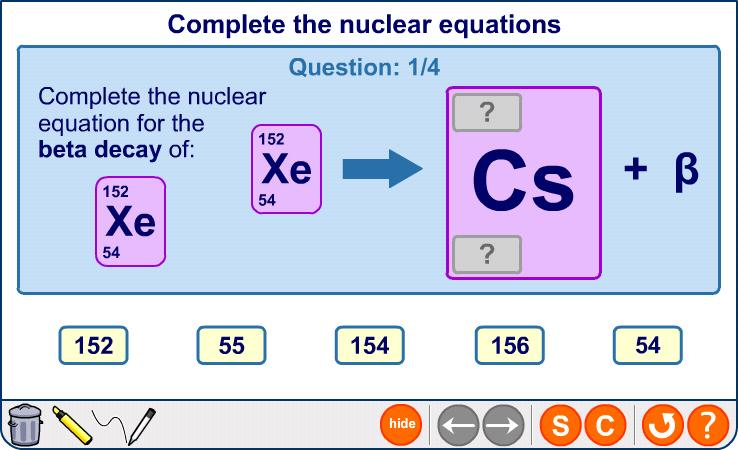 Complete the nuclear equations
Question: 1/4
Complete the nuclear
equation for the
beta decay of:
152
Xe
54
152
Xe
54
?
Cs
?
+ β
152
55
154
156
54
hide
S
C
?